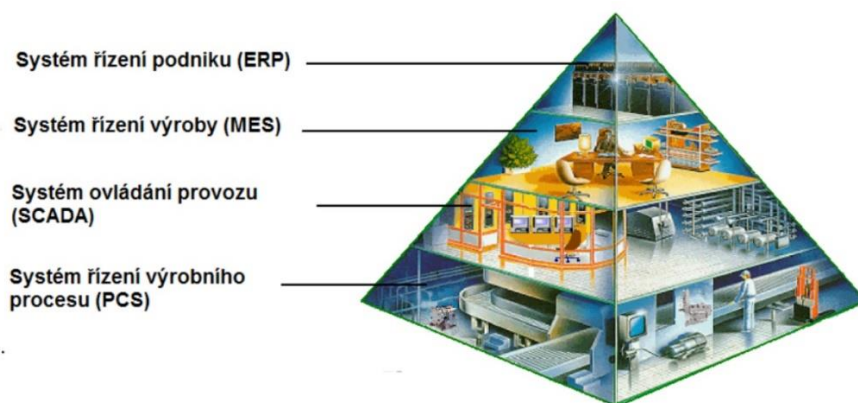 Systém řízení podniku (ERP)
Systém řízení výroby (MES)
Systém ovládání provozu
(SCADA)
Systém řízení výrobního
procesu (PCS)